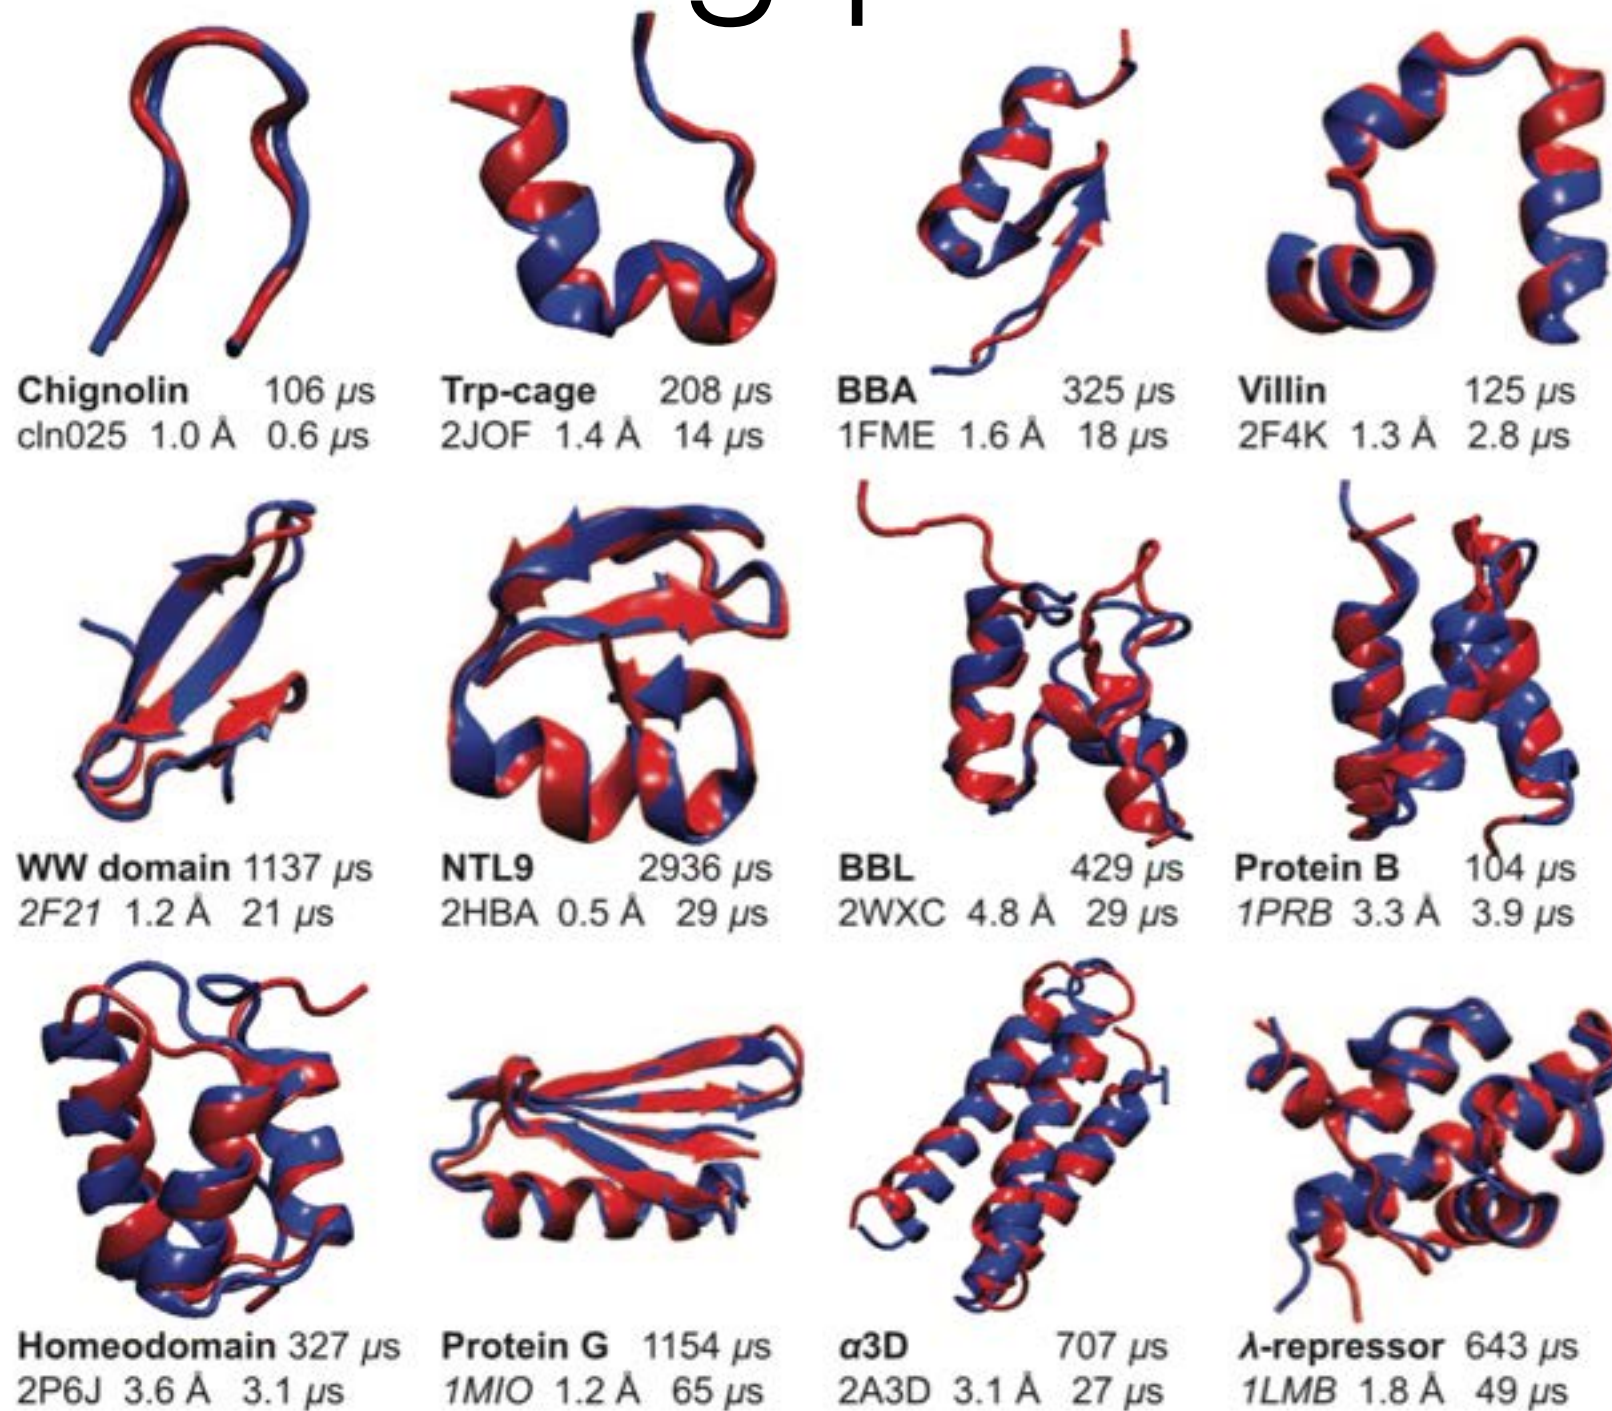 Chignolin 106 µs
cln025 1.0 Å 0.6 µs
Trp-cage 208 µs
2JOF 1.4 Å 14 µs
BBA 325 µs
1FME 1.6 Å 18 µs
Villin 125 µs
2F4K 1.3 Å 2.8 µs
WW domain 1137 µs
2F21 1.2 Å 21 µs
NTL9 2936 µs
2HBA 0.5 Å 29 µs
BBL 429 µs
2WXC 4.8 Å 29 µs
Protein B 104 µs
1PRB 3.3 Å 3.9 µs
Homeodomain 327 µs
2P6J 3.6 Å 3.1 µs
Protein G 1154 µs
1MIO 1.2 Å 65 µs
α3D 707 µs
2A3D 3.1 Å 27 µs
λ-repressor 643 µs
1LMB 1.8 Å 49 µs